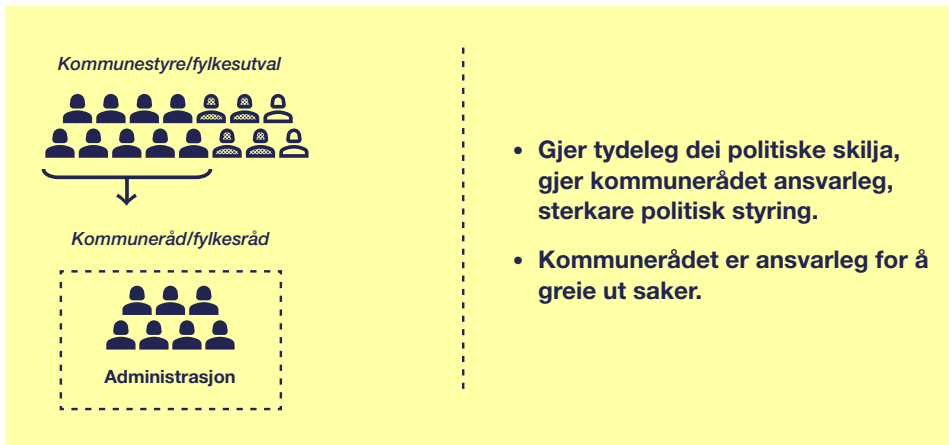 Kommunestyre/fylkesutval
Kommuneråd/fylkesråd
Administrasjon
• Gjer tydeleg dei politiske skilja,
gjer kommunerådet ansvarleg,
sterkare politisk styring.
• Kommunerådet er ansvarleg for å
greie ut saker.